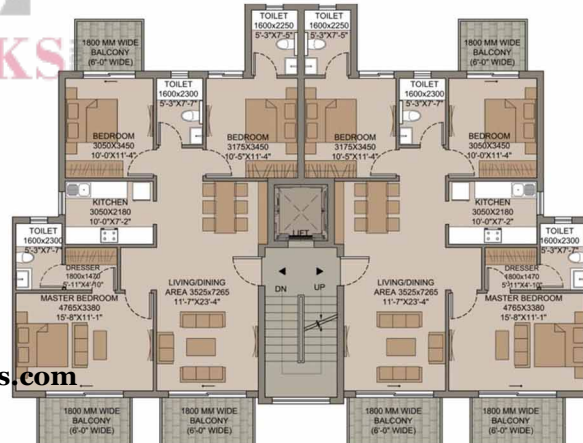 KS
TOILET
1600x2250
5'-3"X7'-5"
TOILET
1600x2250
5'-3"X7'-5"
1800 MM WIDE
BALCONY
(6'-0" WIDE)
1800 MM WIDE
BALCONY
(6'-0" WIDE)
TOILET
1600x2300
5'-3"X7'-7"
TOILET
1600x2300
5'-3"X7'-7"
BEDROOM
3050X3450
10'-0"X11'-4"
BEDROOM
3175X3450
10'-5"X11'-4"
BEDROOM
3175X3450
10'-5"X11'-4"
BEDROOM
3050X3450
10'-0"X11'-4"
KITCHEN
3050X2180
10'-0"X7'-2"
KITCHEN
3050X2180
10'-0"X7'-2"
LIFT
TOILET
1600x2300
5'-3"X7'-7"
TOILET
1600x2300
5'-3"X7'-7"
DRESSER
1800x1470
5'-11"X4'-10"
DRESSER
1800x1470
5'-11"X4'-10"
LIVING/DINING
AREA 3525x7265
11'-7"X23'-4"
DN
UP
LIVING/DINING
AREA 3525x7265
11'-7"X23'-4"
MASTER BEDROOM
4765X3380
15'-8"X11'-1"
MASTER BEDROOM
4765X3380
15'-8"X11'-1"
s.com
1800 MM WIDE
BALCONY
(6'-0" WIDE)
1800 MM WIDE
BALCONY
(6'-0" WIDE)
1800 MM WIDE
BALCONY
(6'-0" WIDE)
1800 MM WIDE
BALCONY
(6'-0" WIDE)